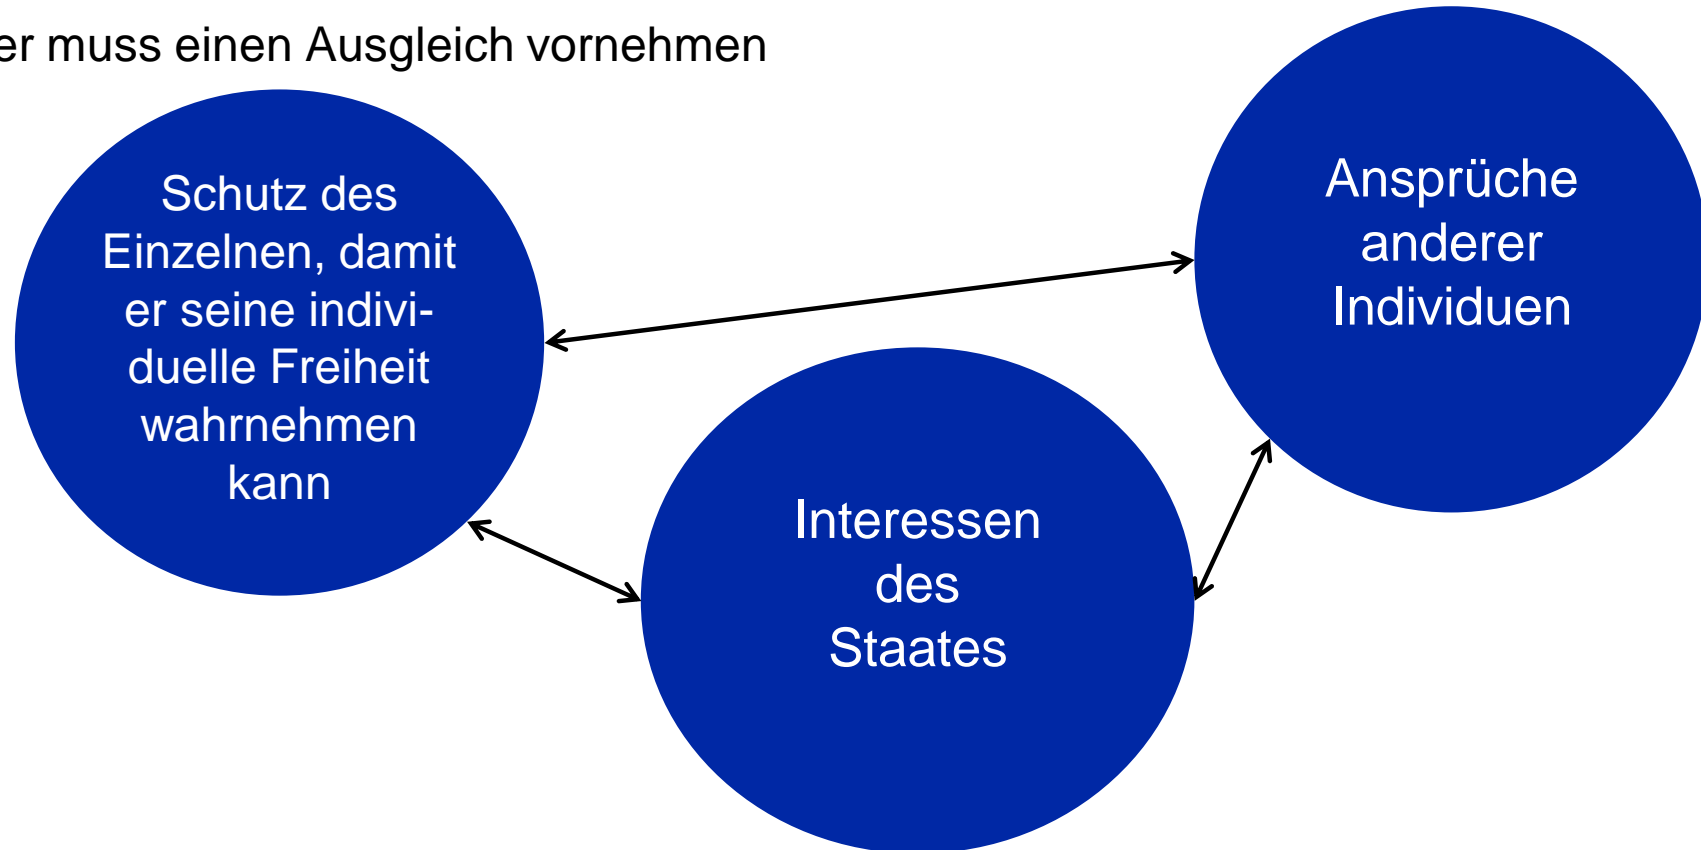 er muss einen Ausgleich vornehmen
Schutz des
Einzelnen, damit
er seine indivi-
duelle Freiheit
wahrnehmen
kann
Ansprüche
anderer
Individuen
Interessen
des
Staates